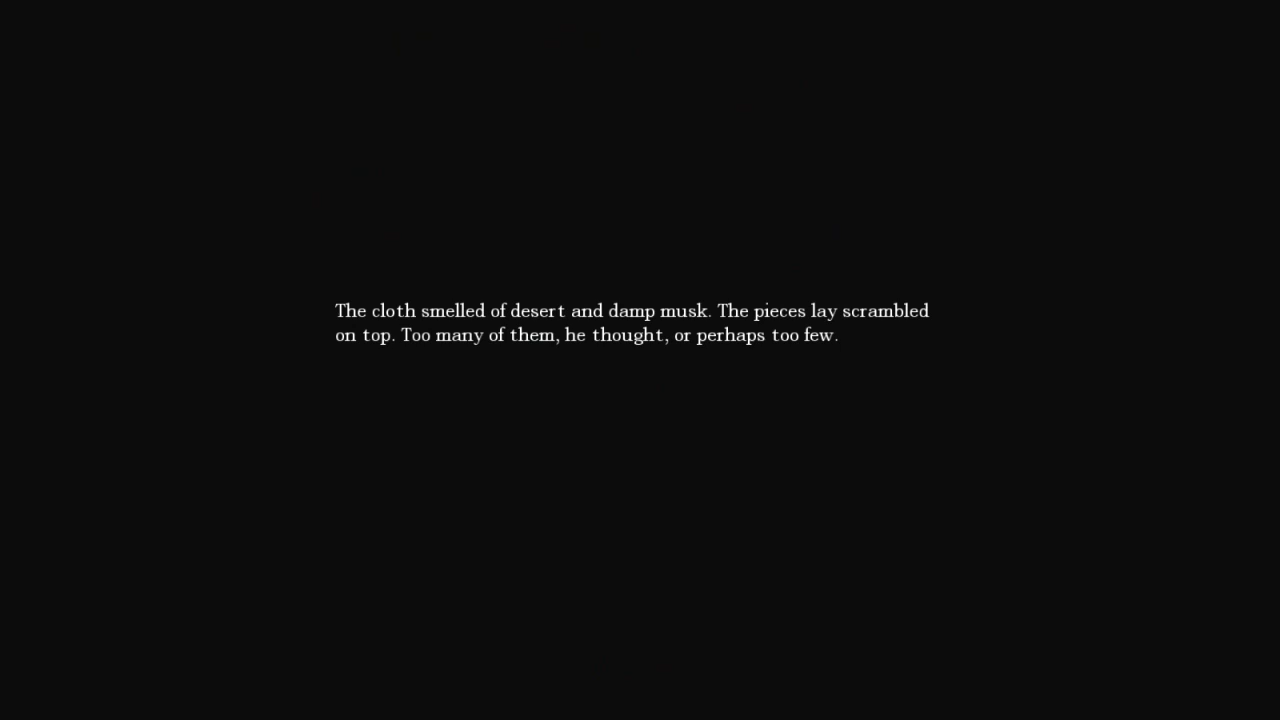 The cloth smelled of desert and damp musk. The pieces lay scrambled
on top. Too many of them, he thought, or perhaps too few.